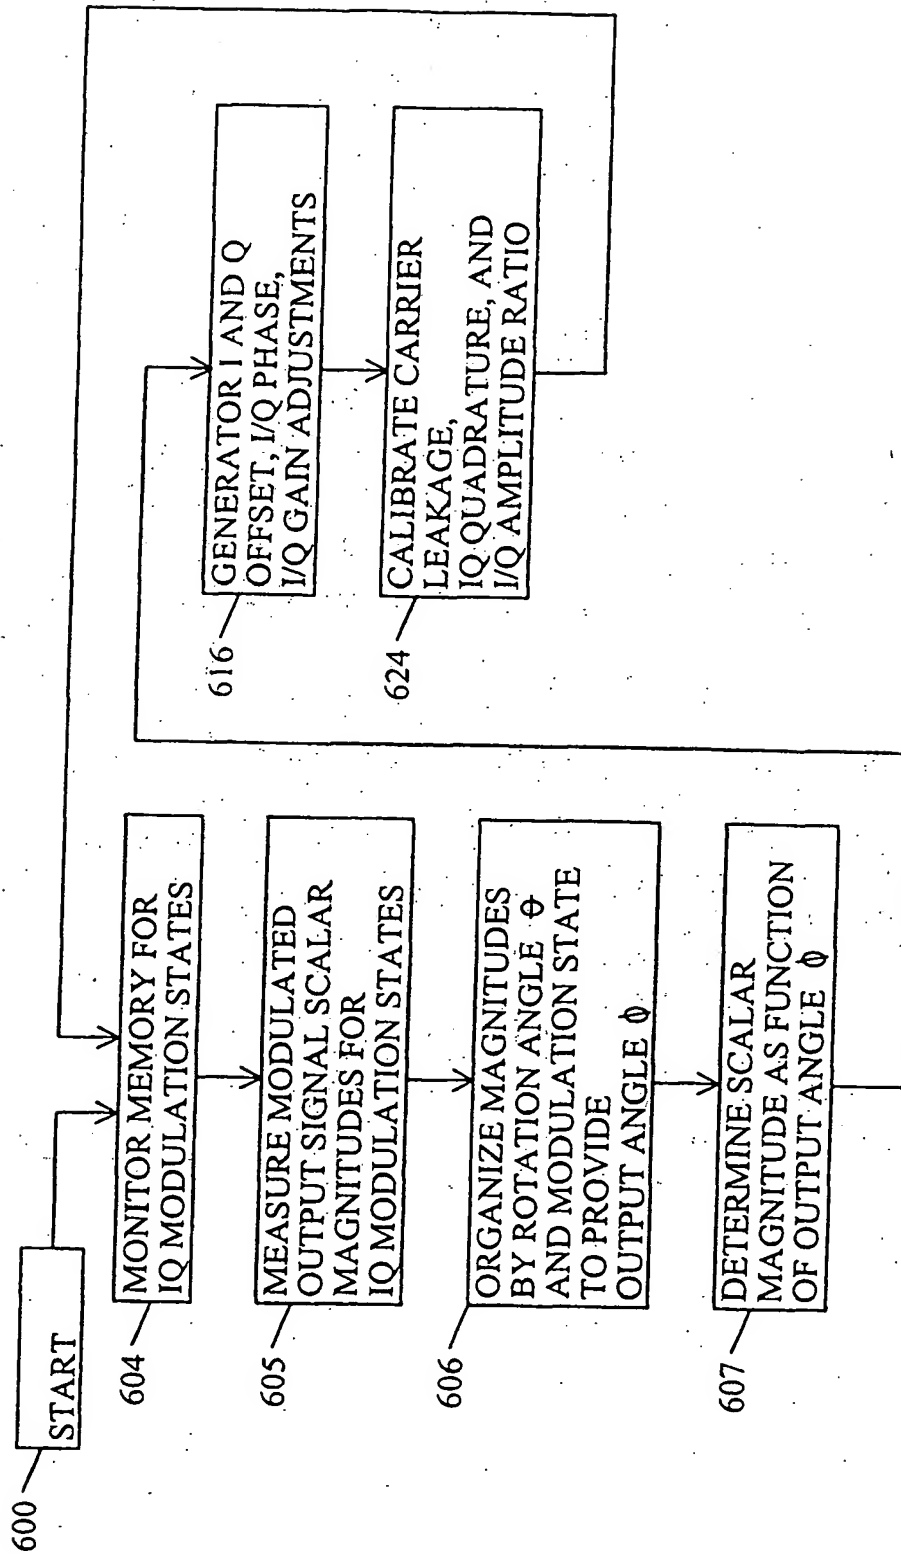 600
START
604
MONITOR MEMORY FOR
IQ MODULATION STATES
605
MEASURE MODULATED
OUTPUT SIGNAL SCALAR
MAGNITUDES FOR
IQ MODULATION STATES
606
ORGANIZE MAGNITUDES
BY ROTATION ANGLE θ
AND MODULATION STATE
TO PROVIDE
OUTPUT ANGLE ϕ
607
DETERMINE SCALAR
MAGNITUDE AS FUNCTION
OF OUTPUT ANGLE ϕ
616
GENERATOR I AND Q
OFFSET, I/Q PHASE,
I/Q GAIN ADJUSTMENTS
624
CALIBRATE CARRIER
LEAKAGE,
IQ QUADRATURE, AND
I/Q AMPLITUDE RATIO